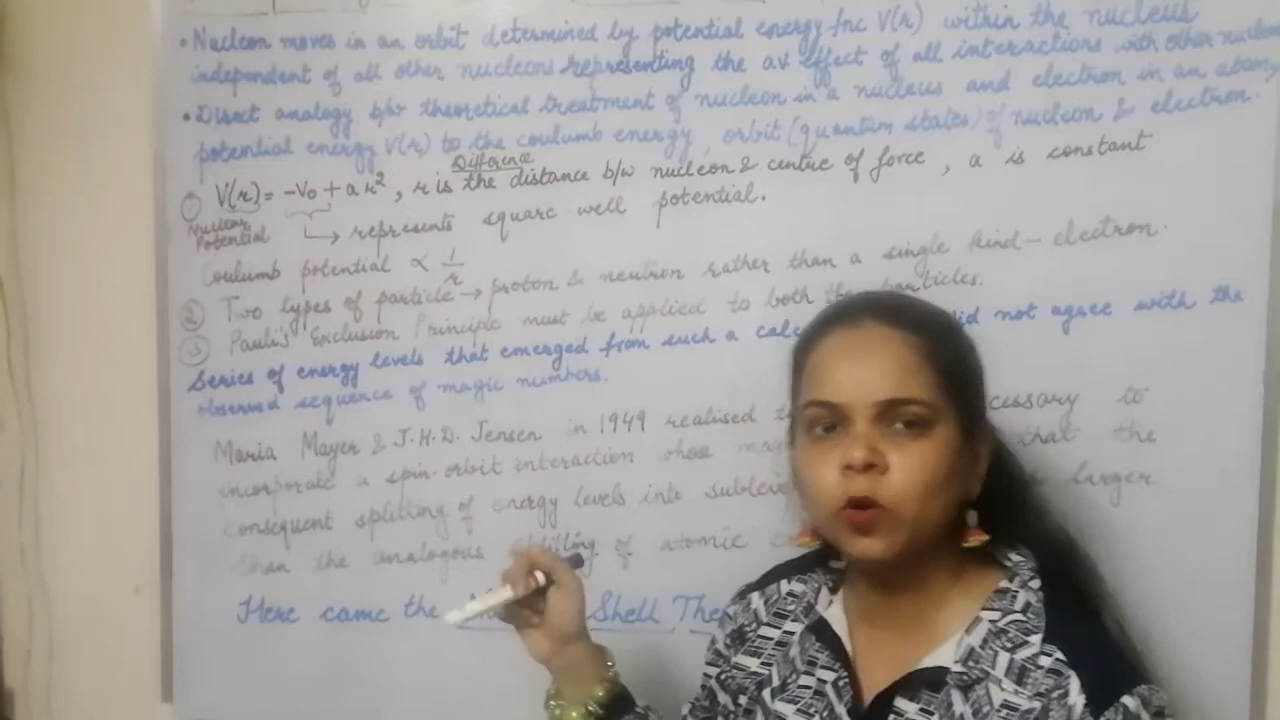 • Nucleon moves in an orbit determined by potential energy fnc V(r) within the nucleus
independent of all other nucleons representing the av effect of all interactions with other
• Direct analogy b/w theoretical treatment of nucleon in a nucleus and electron in an atom,
potential energy V(r) to the coulumb energy, orbit (quantum states) of nucleon & electron.
Difference
① V(r) = -V0 + ar², r is the distance b/w nucleon & centre of force, a is constant
Nuclear Potential
represents square well potential.
Coulumb potential ∝ 1/r
② Two types of particle → proton & neutron rather than a single kind - electron.
③ Pauli's Exclusion Principle must be applied to both particles.
Series of energy levels that emerged from such a did not agree with the
observed sequence of magic numbers.
Maria Mayer & J.H.D. Jensen in 1949 realised to
incorporate a spin-orbit interaction whose that the
consequent splitting of energy levels into larger
than the analogous of atomic
Here came the Shell